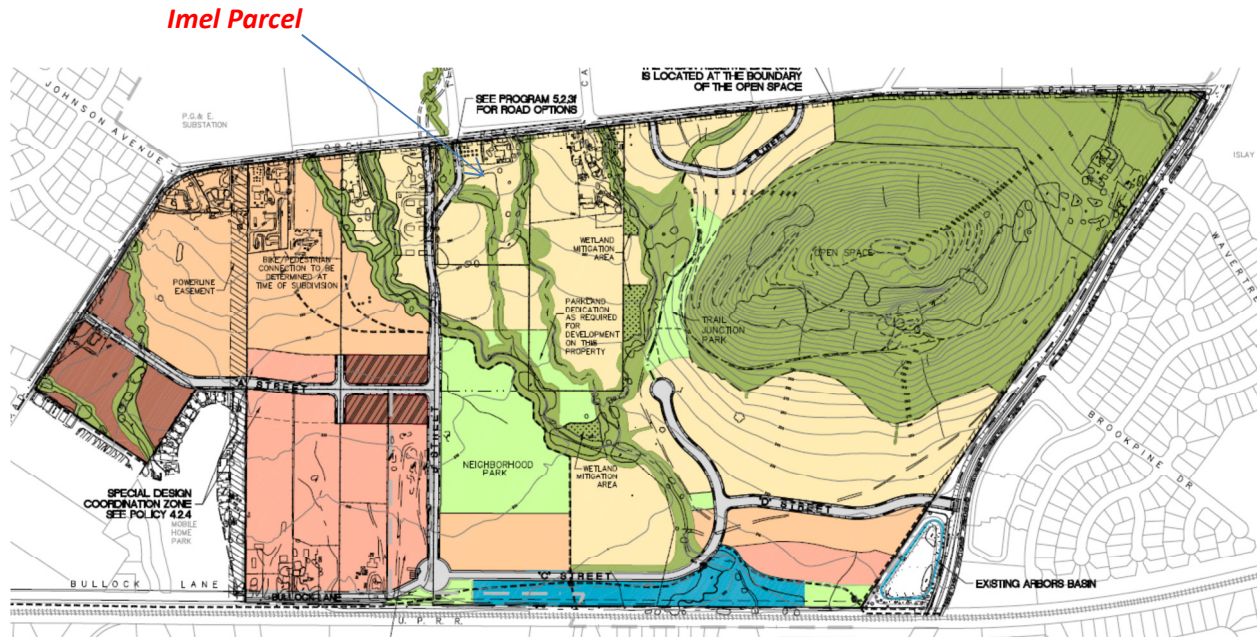 Imel Parcel
IS LOCATED AT THE BOUNDARY
OF THE OPEN SPACE
SEE PROGRAM 5.2.3f
FOR ROAD OPTIONS
JOHNSON AVENUE
P.G.& E.
SUBSTATION
ISLAY
WETLAND
MITIGATION
AREA
OPEN SPACE
BIKE/PEDESTRIAN
CONNECTION TO BE
DETERMINED AT
TIME OF SUBDIVISION
POWERLINE
EASEMENT
PARKLAND
DEDICATION
AS REQUIRED
FOR
DEVELOPMENT
ON THIS
PROPERTY
TRAIL
JUNCTION
PARK
'A' STREET
BROOKPINE DR
NEIGHBORHOOD
PARK
WETLAND
MITIGATION
AREA
SPECIAL DESIGN
COORDINATION ZONE
SEE POLICY 4.2.4
MOBILE
HOME
PARK
'D' STREET
'C' STREET
BULLOCK LANE
BULLOCK LANE
EXISTING ARBORS BASIN
U.P.R.R.